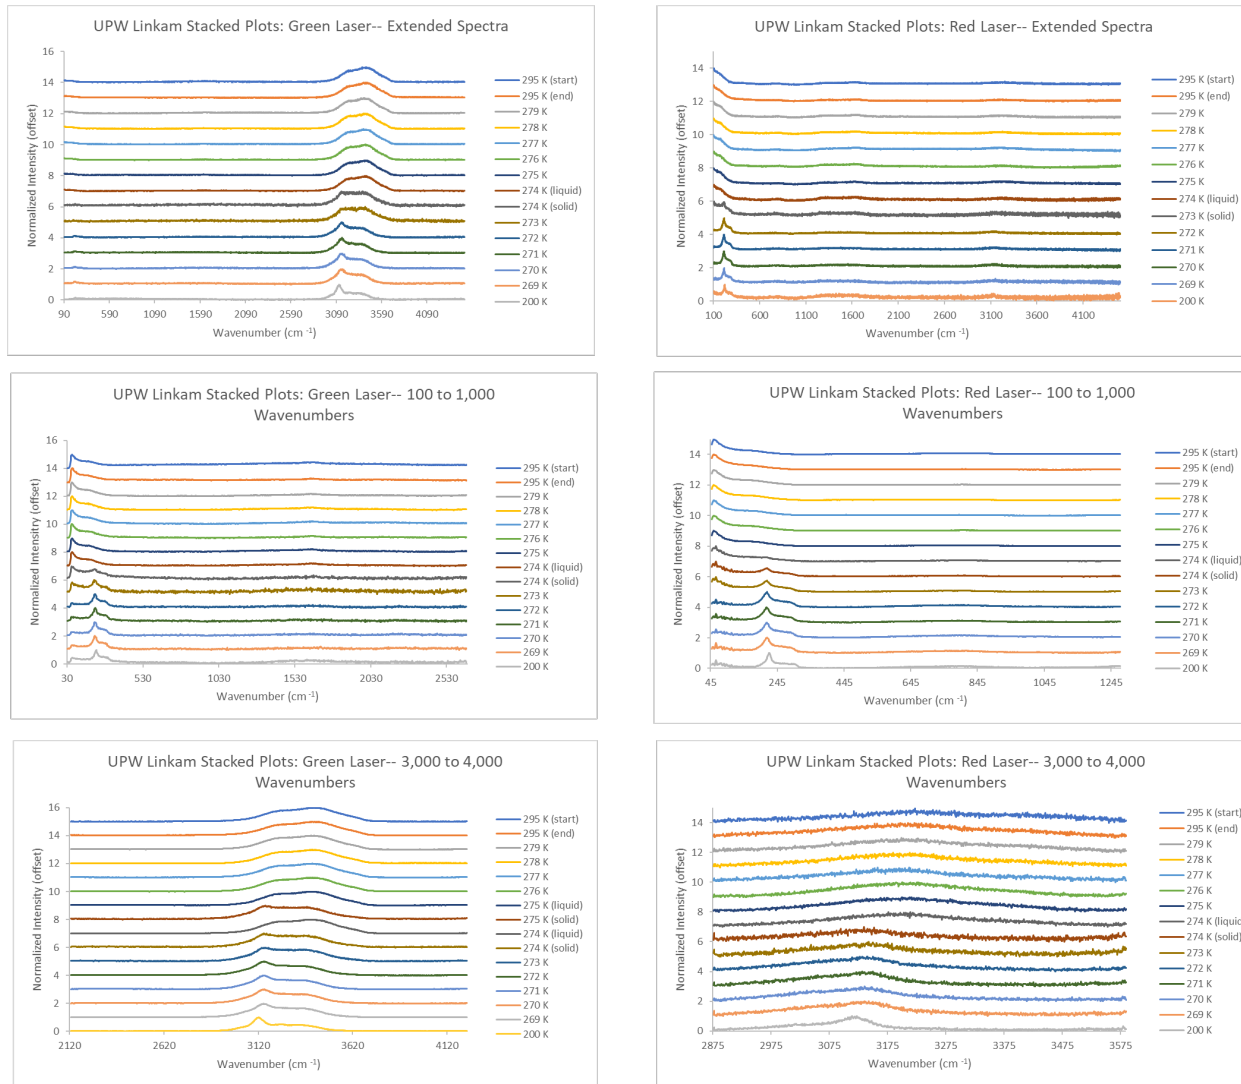 UPW Linkam Stacked Plots: Green Laser-- Extended Spectra
Normalized Intensity (offset)
16
14
12
10
8
6
4
2
0
90
590
1090
1590
2090
2590
3090
3590
4090
Wavenumber (cm -1)
295 K (start)
295 K (end)
279 K
278 K
277 K
276 K
275 K
274 K (liquid)
274 K (solid)
273 K
272 K
271 K
270 K
269 K
200 K
UPW Linkam Stacked Plots: Red Laser-- Extended Spectra
Normalized Intensity (offset)
14
12
10
8
6
4
2
0
100
600
1100
1600
2100
2600
3100
3600
4100
Wavenumber (cm -1)
295 K (start)
295 K (end)
279 K
278 K
277 K
276 K
275 K
274 K (liquid)
273 K (solid)
272 K
271 K
270 K
269 K
200 K
UPW Linkam Stacked Plots: Green Laser-- 100 to 1,000
Wavenumbers
Normalized Intensitry (offset)
16
14
12
10
8
6
4
2
0
30
530
1030
1530
2030
2530
Wavenumber (cm -1)
295 K (start)
295 K (end)
279 K
278 K
277 K
276 K
275 K
274 K (liquid)
274 K (solid)
273 K
272 K
271 K
270 K
269 K
200 K
UPW Linkam Stacked Plots: Red Laser-- 100 to 1,000
Wavenumbers
Normalized Intensity (offset)
14
12
10
8
6
4
2
0
45
245
445
645
845
1045
1245
Wavenumber (cm -1)
295 K (start)
295 K (end)
279 K
278 K
277 K
276 K
275 K
274 K (liquid)
274 K (solid)
273 K
272 K
271 K
270 K
269 K
200 K
UPW Linkam Stacked Plots: Green Laser-- 3,000 to 4,000
Wavenumbers
Normalized Intensity (offset)
16
14
12
10
8
6
4
2
0
2120
2620
3120
3620
4120
Wavenumber (cm -1)
295 K (start)
295 K (end)
279 K
278 K
277 K
276 K
275 K (liquid)
275 K (solid)
274 K (liquid)
274 K (solid)
273 K
272 K
271 K
270 K
269 K
200 K
UPW Linkam Stacked Plots: Red Laser-- 3,000 to 4,000
Wavenumbers
Normalized Intensity (offset)
14
12
10
8
6
4
2
0
2875
2975
3075
3175
3275
3375
3475
3575
Wavenumber (cm -1)
295 K (start)
295 K (end)
279 K
278 K
277 K
276 K
275 K
274 K (liquid)
274 K (solid)
273 K
272 K
271 K
270 K
269 K
200 K